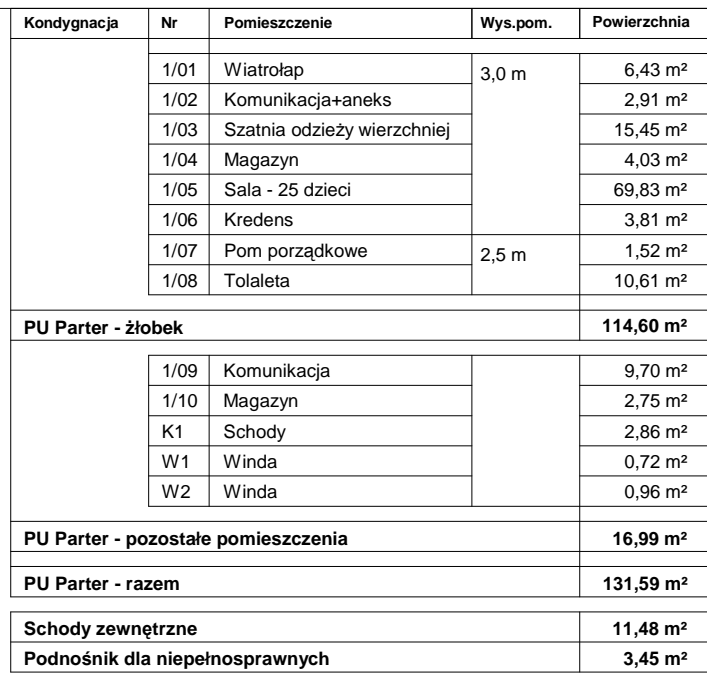 Kondygnacja Nr Pomieszczenie Wys.pom. Powierzchnia
1/01 Wiatrołap 3,0 m 6,43 m²
1/02 Komunikacja+aneks 2,91 m²
1/03 Szatnia odzieży wierzchniej 15,45 m²
1/04 Magazyn 4,03 m²
1/05 Sala - 25 dzieci 69,83 m²
1/06 Kredens 3,81 m²
1/07 Pom porządkowe 2,5 m 1,52 m²
1/08 Tolaleta 10,61 m²
PU Parter - żłobek 114,60 m²
1/09 Komunikacja 9,70 m²
1/10 Magazyn 2,75 m²
K1 Schody 2,86 m²
W1 Winda 0,72 m²
W2 Winda 0,96 m²
PU Parter - pozostałe pomieszczenia 16,99 m²
PU Parter - razem 131,59 m²
Schody zewnętrzne 11,48 m²
Podnośnik dla niepełnosprawnych 3,45 m²